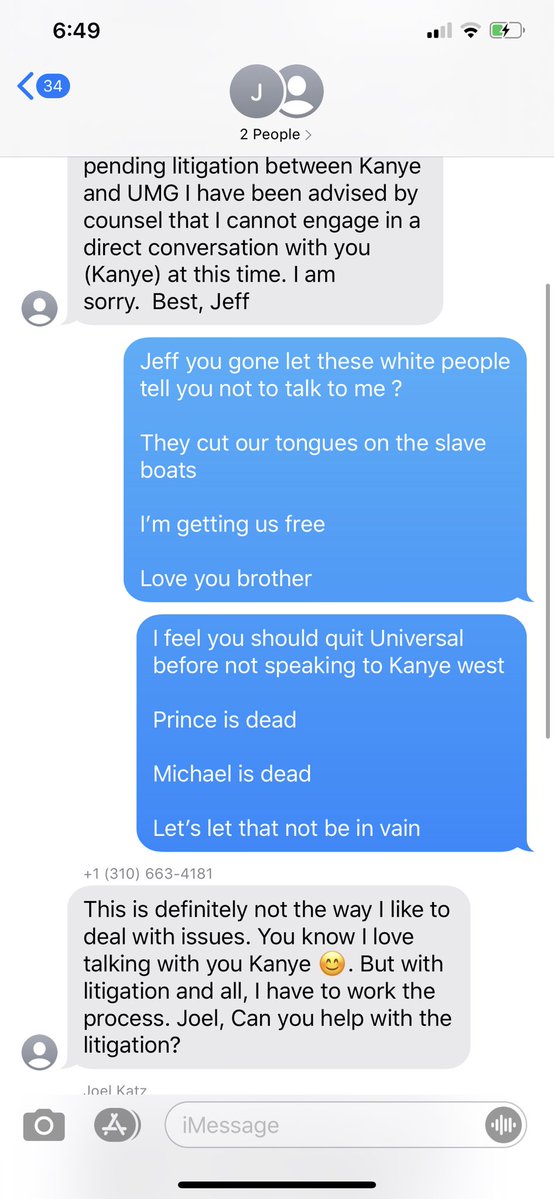 6:49
34
J
2 People >
pending litigation between Kanye
and UMG I have been advised by
counsel that I cannot engage in a
direct conversation with you
(Kanye) at this time. I am
sorry.  Best, Jeff
Jeff you gone let these white people
tell you not to talk to me ?
They cut our tongues on the slave
boats
I'm getting us free
Love you brother
I feel you should quit Universal
before not speaking to Kanye west
Prince is dead
Michael is dead
Let's let that not be in vain
+1 (310) 663-4181
This is definitely not the way I like to
deal with issues. You know I love
talking with you Kanye 😊. But with
litigation and all, I have to work the
process. Joel, Can you help with the
litigation?
Joel Katz
iMessage